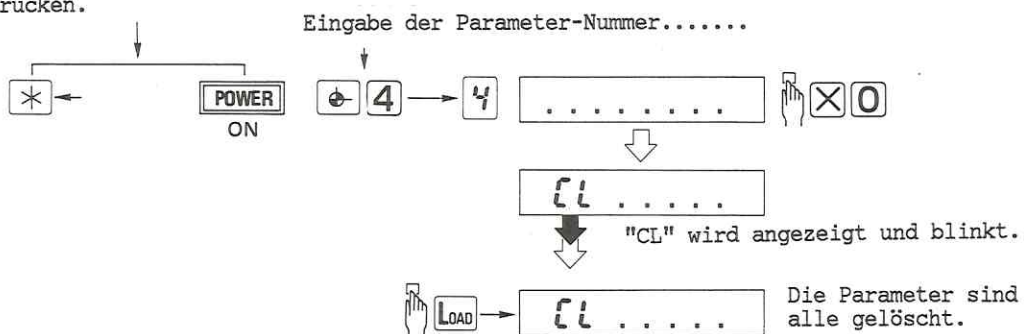 rücken.
Eingabe der Parameter-Nummer.......
POWER 4 4 ........ X 0
ON
CL .....
"CL" wird angezeigt und blinkt.
LOAD CL .....
Die Parameter sind
alle gelöscht.